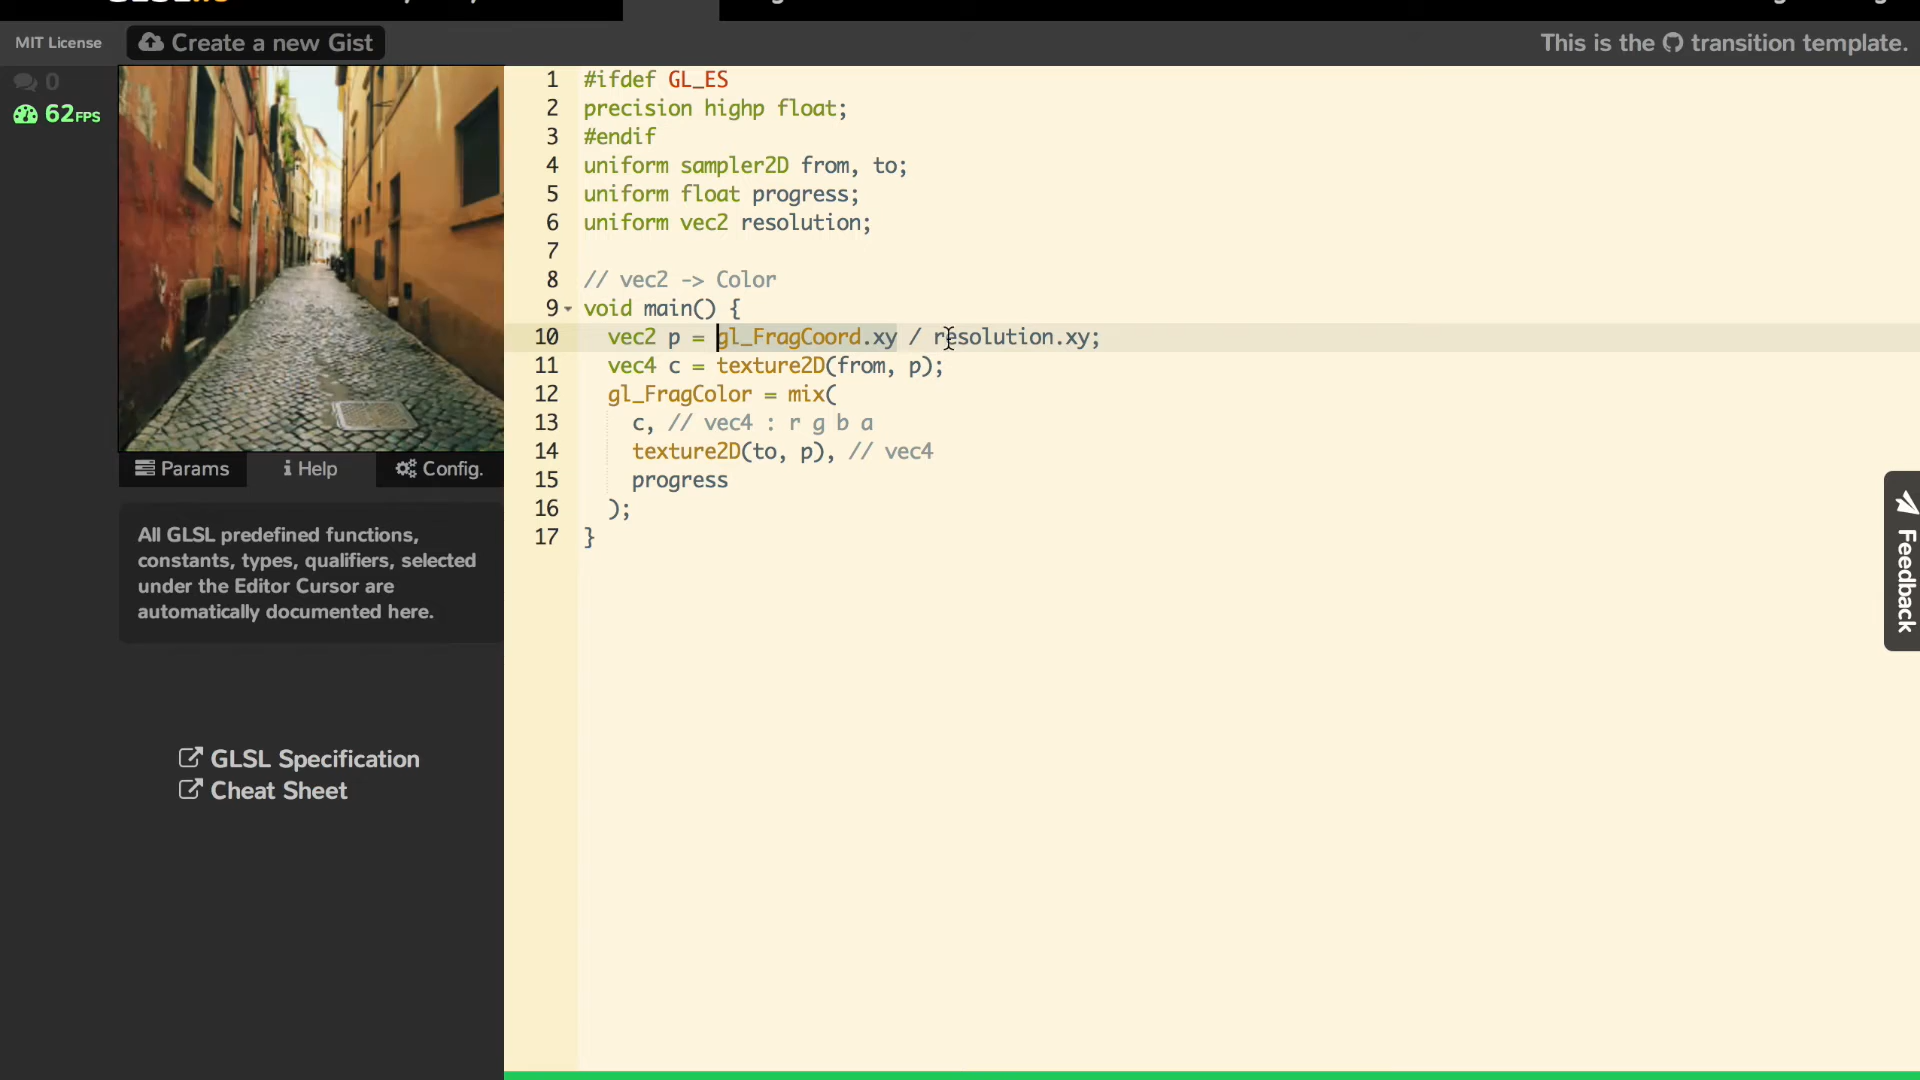 MIT License
Create a new Gist
This is the transition template.
0
62FPS
Params
Help
Config.
All GLSL predefined functions,
constants, types, qualifiers, selected
under the Editor Cursor are
automatically documented here.
GLSL Specification
Cheat Sheet
1 #ifdef GL_ES
2 precision highp float;
3 #endif
4 uniform sampler2D from, to;
5 uniform float progress;
6 uniform vec2 resolution;
7
8 // vec2 -> Color
9 void main() {
10 vec2 p = gl_FragCoord.xy / resolution.xy;
11 vec4 c = texture2D(from, p);
12 gl_FragColor = mix(
13 c, // vec4 : r g b a
14 texture2D(to, p), // vec4
15 progress
16 );
17 }
Feedback